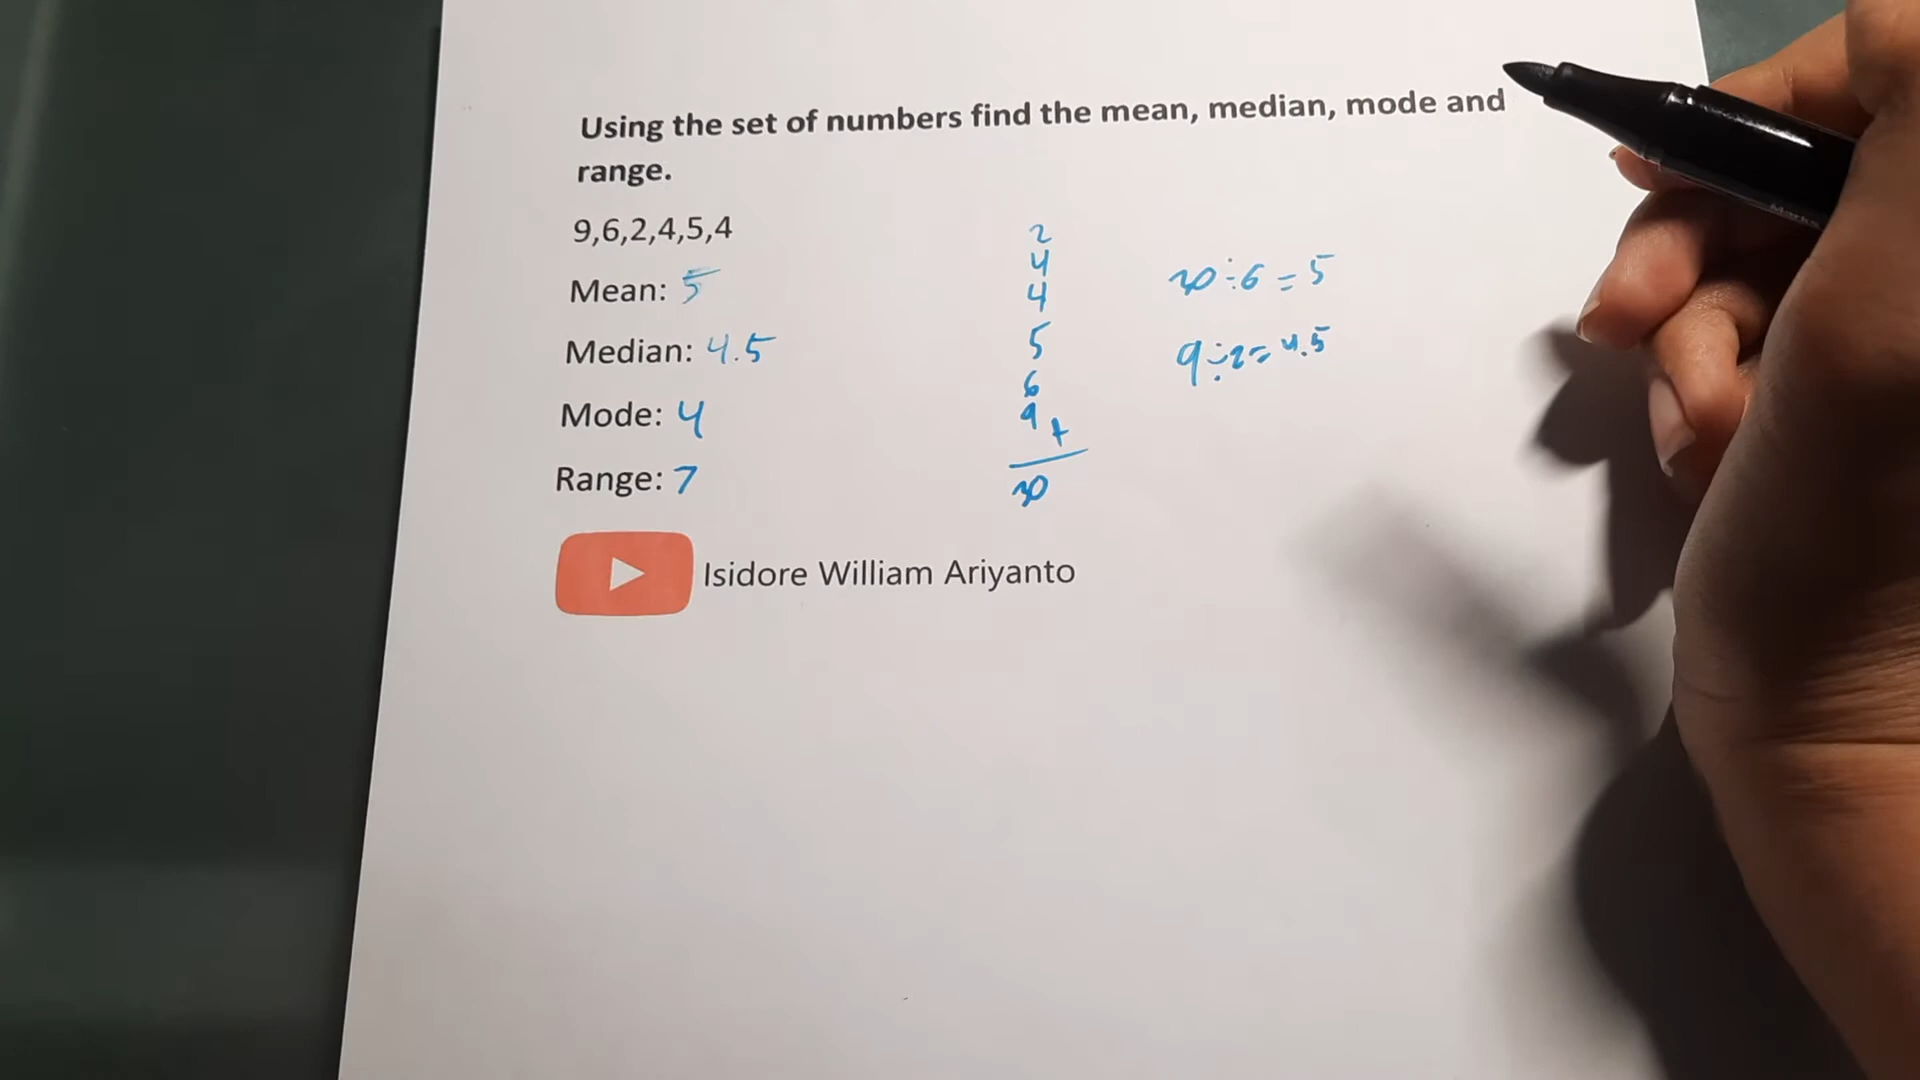 Using the set of numbers find the mean, median, mode and
range.
9,6,2,4,5,4
Mean: 5
Median: 4.5
Mode: 4
Range: 7
2
4
4
5
6
9 +
30
30÷6=5
9÷2=4.5
Isidore William Ariyanto